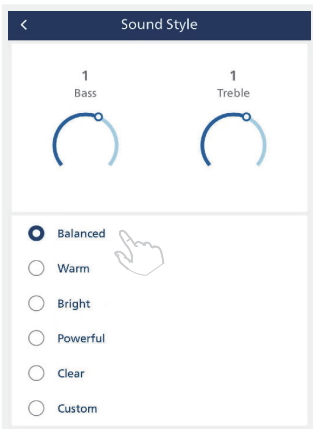 Sound Style
1 1
Bass Treble
Balanced
Warm
Bright
Powerful
Clear
Custom